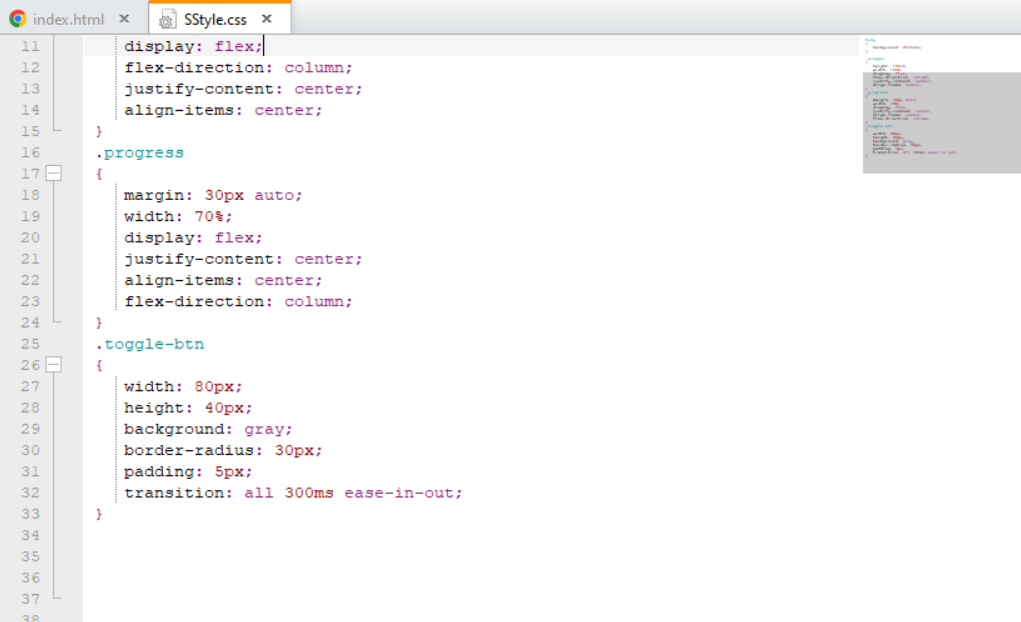 index.html × SStyle.css ×
11 display: flex;
12 flex-direction: column;
13 justify-content: center;
14 align-items: center;
15 }
16 .progress
17 {
18 margin: 30px auto;
19 width: 70%;
20 display: flex;
21 justify-content: center;
22 align-items: center;
23 flex-direction: column;
24 }
25 .toggle-btn
26 {
27 width: 80px;
28 height: 40px;
29 background: gray;
30 border-radius: 30px;
31 padding: 5px;
32 transition: all 300ms ease-in-out;
33 }
34
35
36
37
38